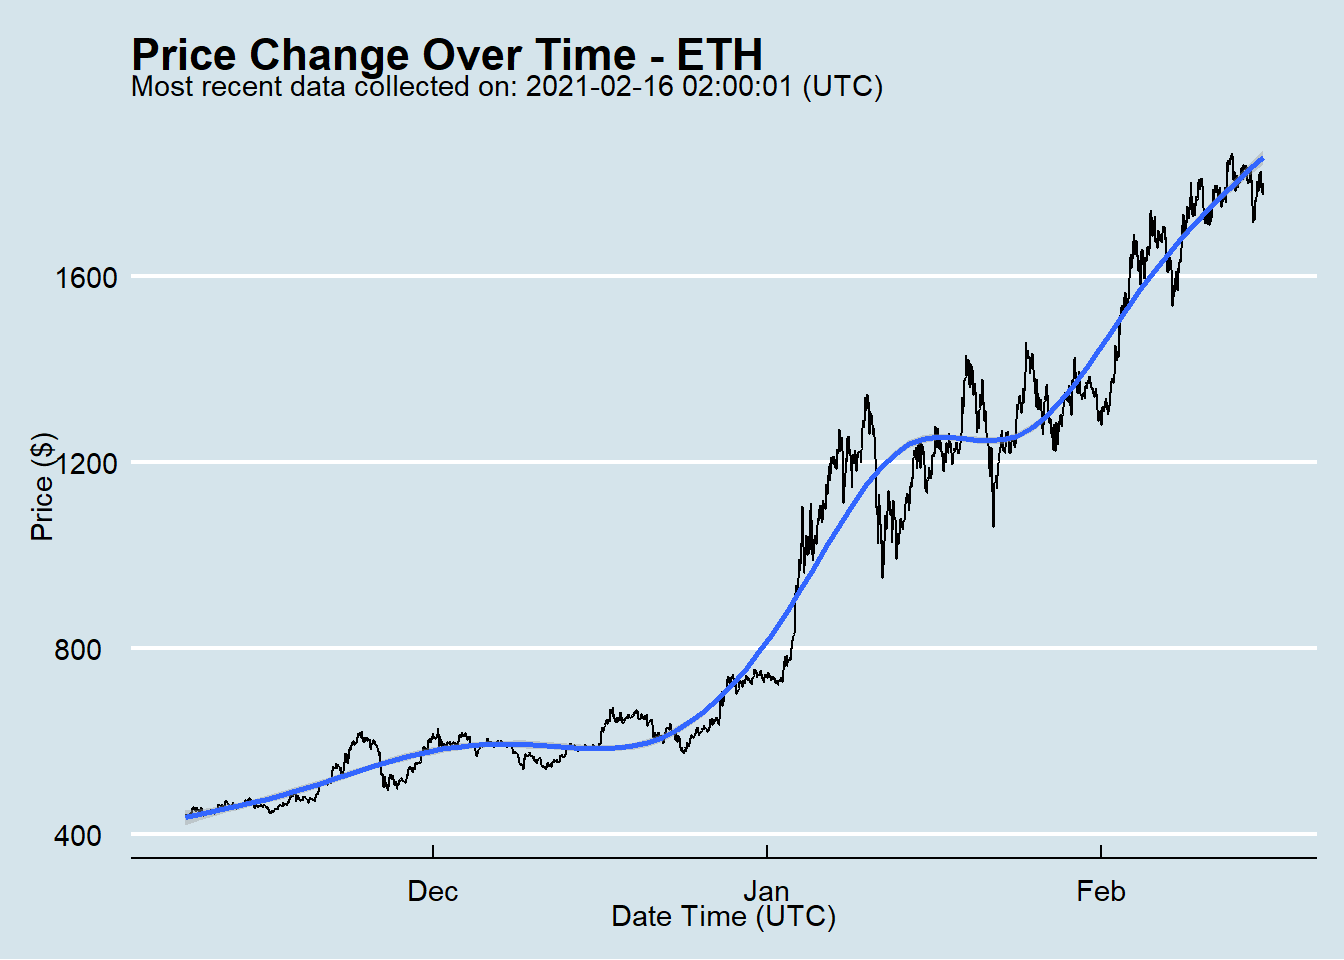 Price Change Over Time - ETH
Most recent data collected on: 2021-02-16 02:00:01 (UTC)
Price ($)
1600
1200
800
400
Dec
Jan
Feb
Date Time (UTC)